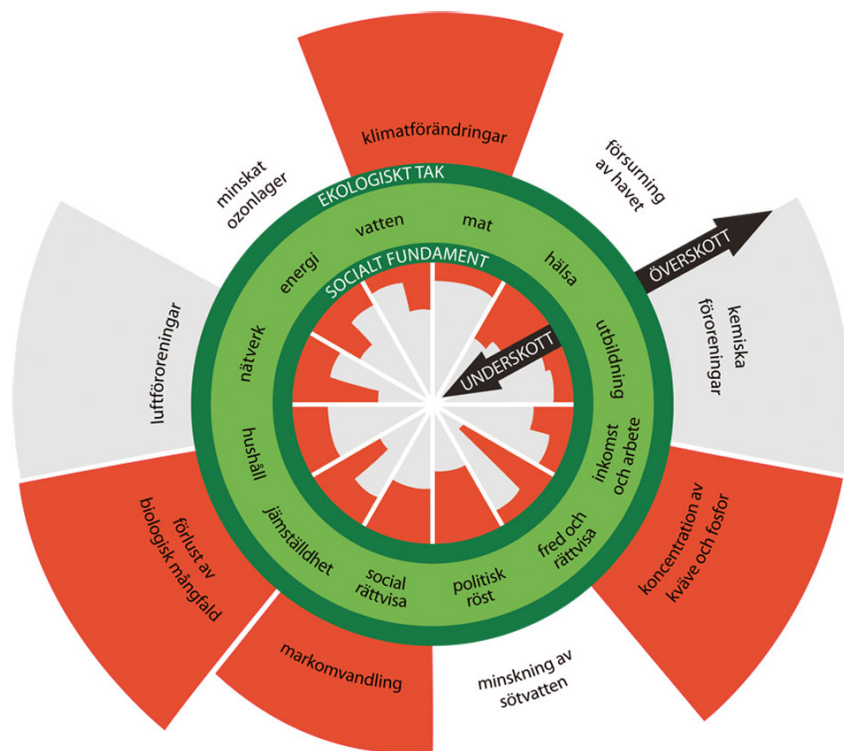 klimatförändringar
försurning
av havet
ÖVERSKOTT
kemiska
föroreningar
koncentration av
kväve och fosfor
minskning av
sötvatten
markomvandling
förlust av
biologisk mångfald
luftföroreningar
minskat
ozonlager
EKOLOGISKT TAK
vatten
mat
hälsa
utbildning
inkomst
och arbete
fred och
rättvisa
politisk
röst
social
rättvisa
jämställdhet
hushåll
nätverk
energi
SOCIALT FUNDAMENT
UNDERSKOTT